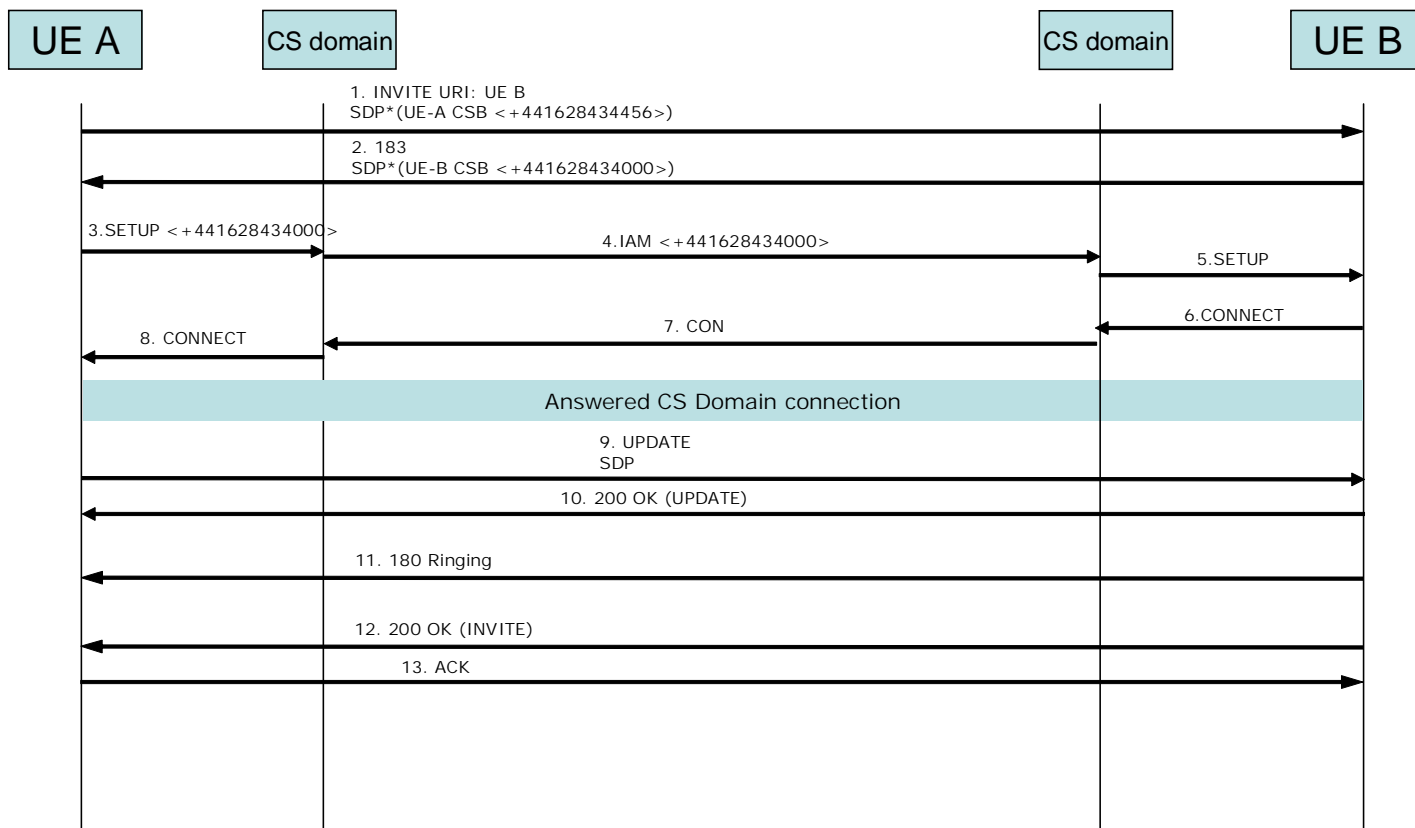 UE A
CS domain
CS domain
UE B
1. INVITE URI: UE B
SDP*(UE-A CSB <+441628434456>)
2. 183
SDP*(UE-B CSB <+441628434000>)
3.SETUP <+441628434000>
4.IAM <+441628434000>
5.SETUP
6.CONNECT
7. CON
8. CONNECT
Answered CS Domain connection
9. UPDATE
SDP
10. 200 OK (UPDATE)
11. 180 Ringing
12. 200 OK (INVITE)
13. ACK